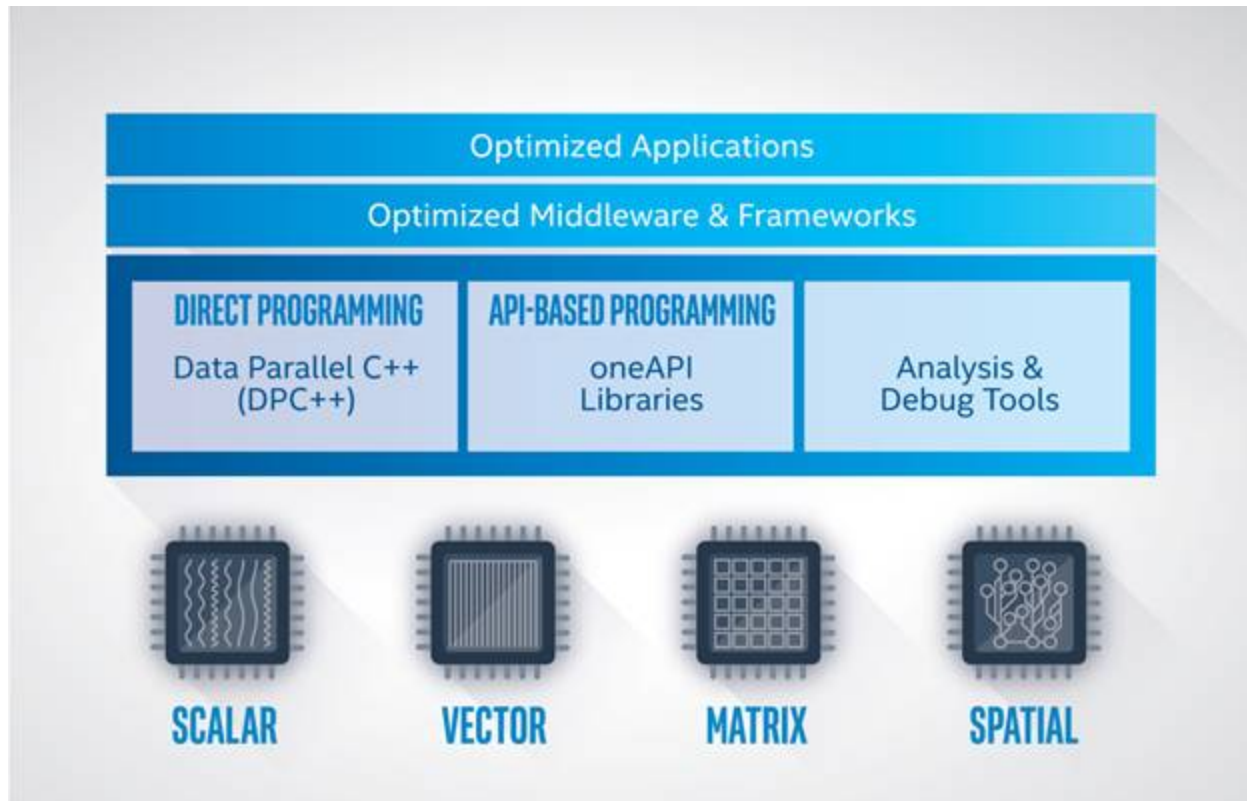 Optimized Applications
Optimized Middleware & Frameworks
DIRECT PROGRAMMING
Data Parallel C++
(DPC++)
API-BASED PROGRAMMING
oneAPI
Libraries
Analysis &
Debug Tools
SCALAR
VECTOR
MATRIX
SPATIAL